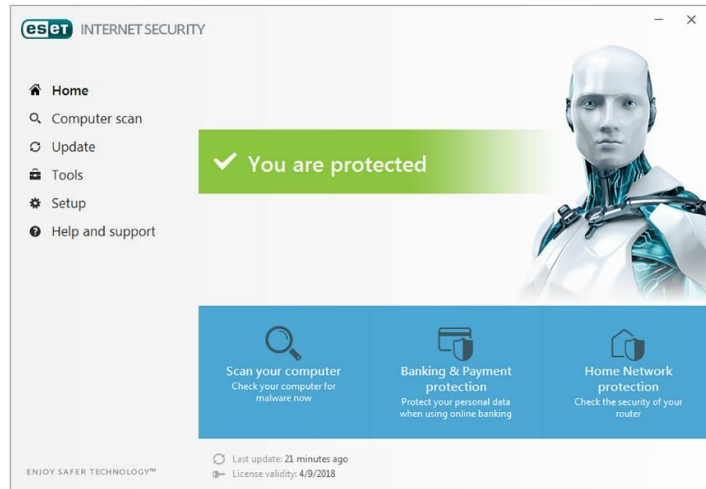 eset INTERNET SECURITY
Home
Computer scan
Update
Tools
Setup
Help and support
You are protected
Scan your computer
Check your computer for
malware now
Banking & Payment
protection
Protect your personal data
when using online banking
Home Network
protection
Check the security of your
router
Last update: 21 minutes ago
License validity: 4/9/2018
ENJOY SAFER TECHNOLOGY™